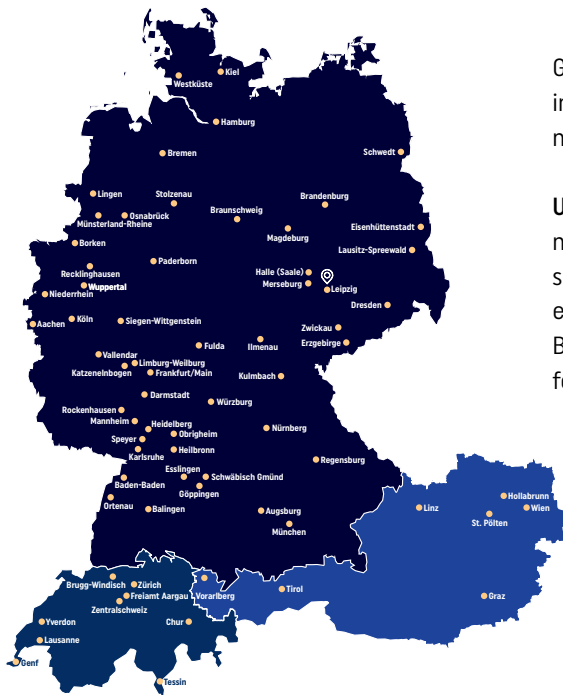 Kiel
Westküste
Hamburg
Bremen
Schwedt
Lingen
Stolzenau
Brandenburg
Osnabrück
Braunschweig
Münsterland-Rheine
Eisenhüttenstadt
Magdeburg
Borken
Lausitz-Spreewald
Paderborn
Recklinghausen
Halle (Saale)
Wuppertal
Merseburg
Leipzig
Niederrhein
Dresden
Köln
Siegen-Wittgenstein
Aachen
Zwickau
Fulda
Ilmenau
Erzgebirge
Vallendar
Limburg-Weilburg
Katzenelnbogen
Frankfurt/Main
Kulmbach
Darmstadt
Würzburg
Rockenhausen
Mannheim
Heidelberg
Nürnberg
Speyer
Obrigheim
Karlsruhe
Heilbronn
Regensburg
Esslingen
Schwäbisch Gmünd
Baden-Baden
Göppingen
Ortenau
Balingen
Augsburg
München
Hollabrunn
Linz
Wien
St. Pölten
Brugg-Windisch
Zürich
Vorarlberg
Tirol
Freiamt Aargau
Graz
Zentralschweiz
Yverdon
Chur
Lausanne
Genf
Tessin